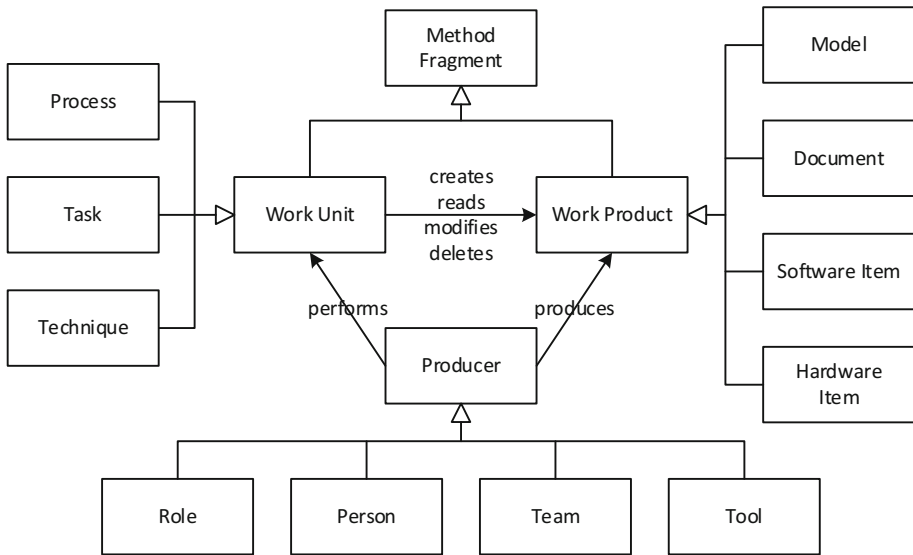 Method
Fragment
Model
Process
Document
Task
Work Unit
creates
reads
modifies
deletes
Work Product
Software Item
performs
produces
Technique
Producer
Hardware
Item
Role
Person
Team
Tool